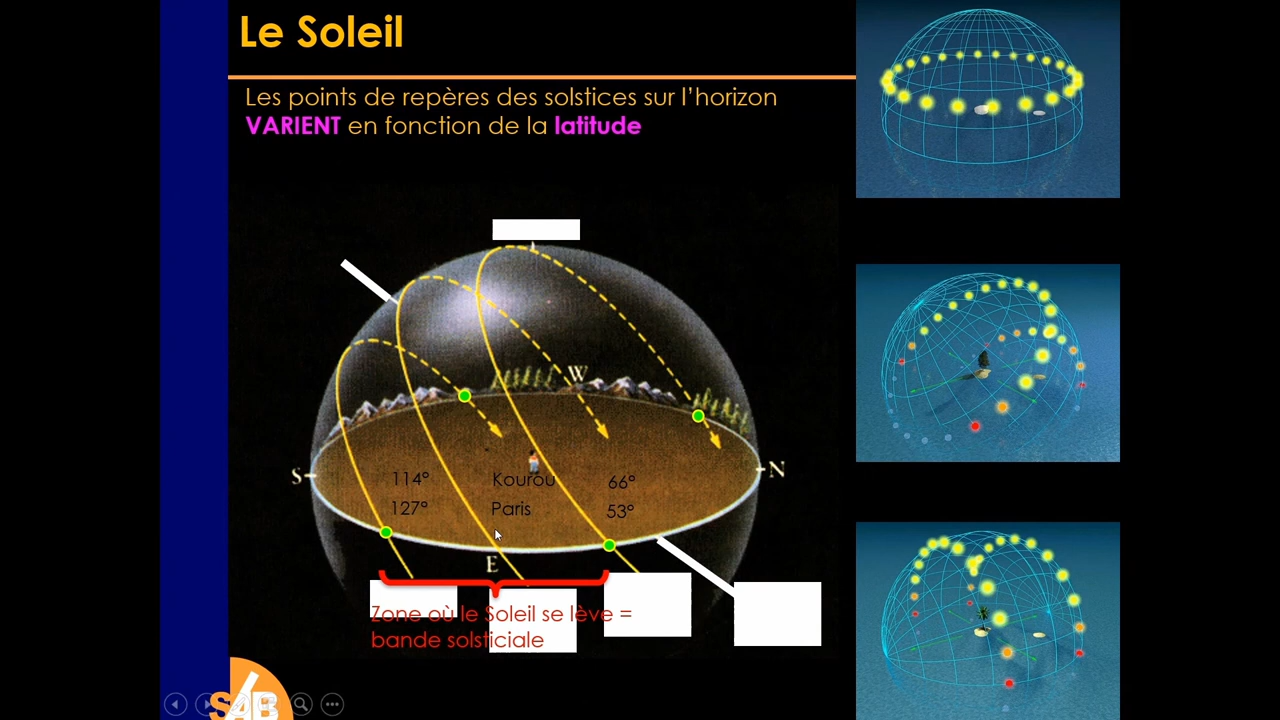 Le Soleil
Les points de repères des solstices sur l’horizon
VARIENT en fonction de la latitude
W
S
N
114° Kourou 66°
127° Paris 53°
E
Zone où le Soleil se lève =
bande solsticiale